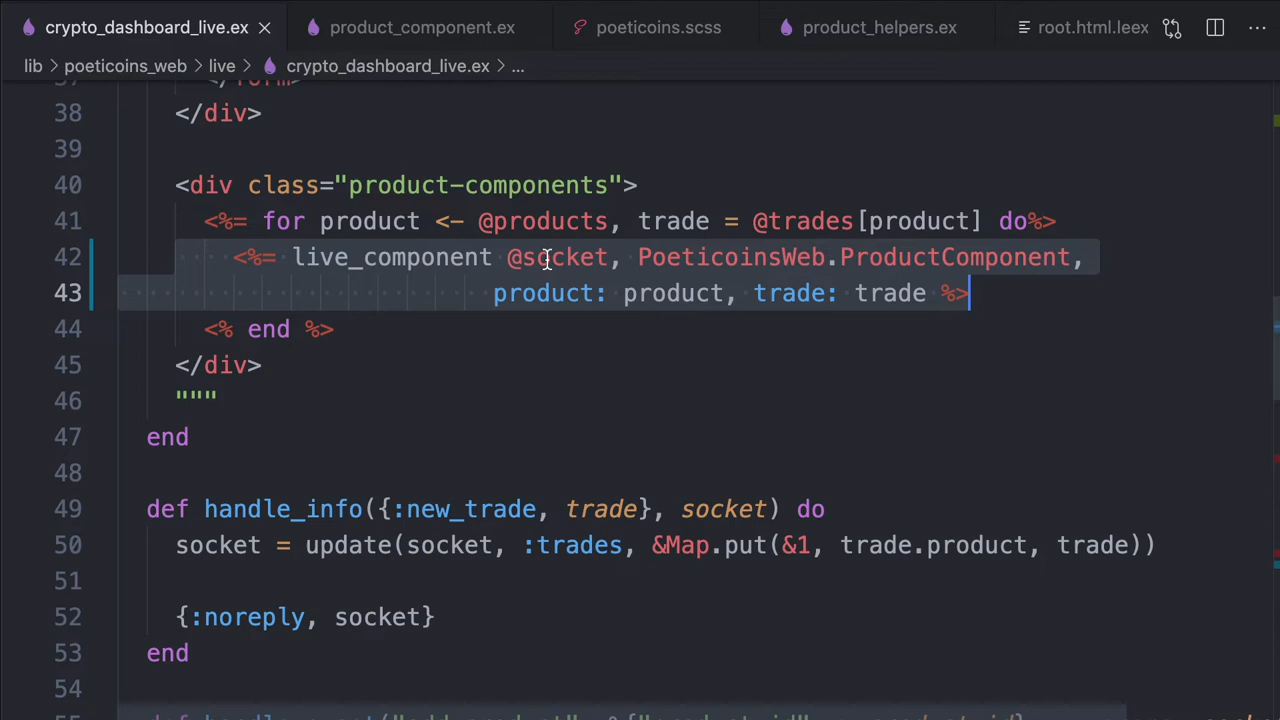 crypto_dashboard_live.ex product_component.ex poeticoins.scss product_helpers.ex root.html.leex ...
lib > poeticoins_web > live > crypto_dashboard_live.ex > ...
38 </div>
39
40 <div class="product-components">
41 <%= for product <- @products, trade = @trades[product] do%>
42 <%= live_component @socket, PoeticoinsWeb.ProductComponent,
43 product: product, trade: trade %>
44 <% end %>
45 </div>
46 """
47 end
48
49 def handle_info({:new_trade, trade}, socket) do
50 socket = update(socket, :trades, &Map.put(&1, trade.product, trade))
51
52 {:noreply, socket}
53 end
54